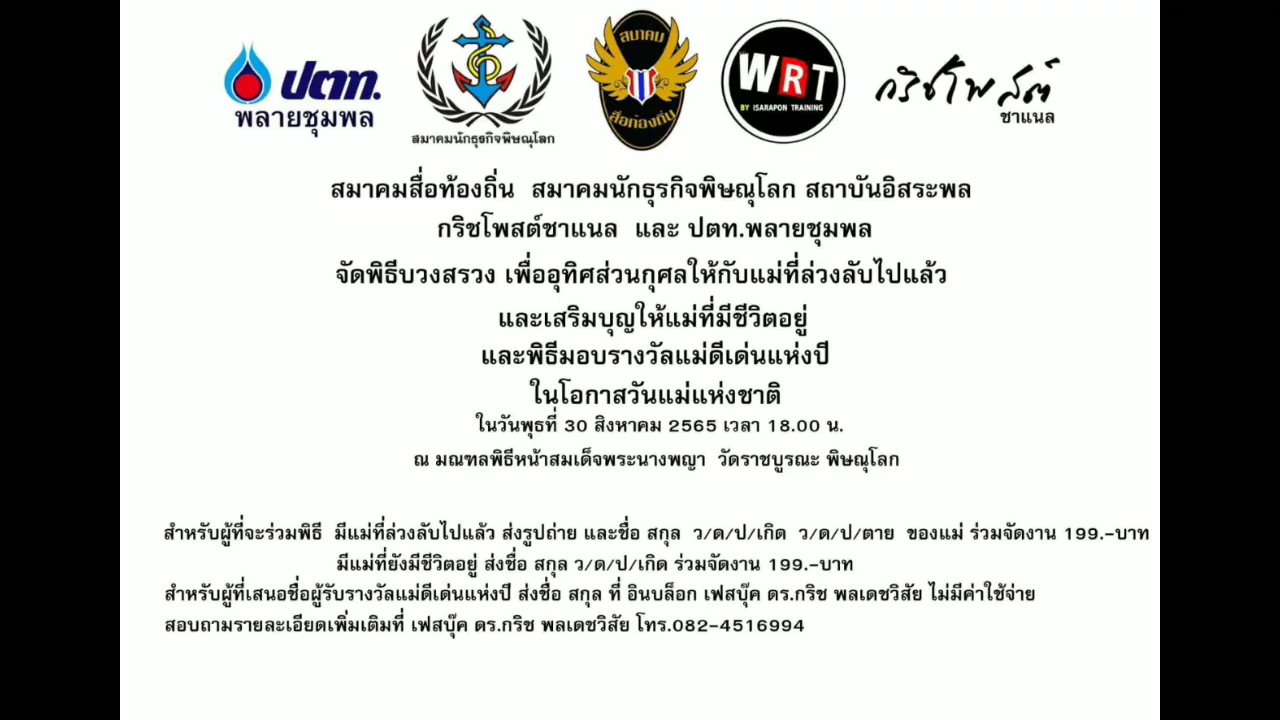 ปตท.
พลายชุมพล
สมาคมนักธุรกิจพิษณุโลก
สมาคม
สื่อท้องถิ่น
WRT
BY ISARAPON TRAINING
กริชโพสต์
ชาแนล
สมาคมสื่อท้องถิ่น สมาคมนักธุรกิจพิษณุโลก สถาบันอิสระพล
กริชโพสต์ชาแนล และ ปตท.พลายชุมพล
จัดพิธีบวงสรวง เพื่ออุทิศส่วนกุศลให้กับแม่ที่ล่วงลับไปแล้ว
และเสริมบุญให้แม่ที่มีชีวิตอยู่
และพิธีมอบรางวัลแม่ดีเด่นแห่งปี
ในโอกาสวันแม่แห่งชาติ
ในวันพุธที่ 30 สิงหาคม 2565 เวลา 18.00 น.
ณ มณฑลพิธีหน้าสมเด็จพระนางพญา วัดราชบูรณะ พิษณุโลก
สำหรับผู้ที่จะร่วมพิธี มีแม่ที่ล่วงลับไปแล้ว ส่งรูปถ่าย และชื่อ สกุล ว/ด/ป/เกิด ว/ด/ป/ตาย ของแม่ ร่วมจัดงาน 199.-บาท
มีแม่ที่ยังมีชีวิตอยู่ ส่งชื่อ สกุล ว/ด/ป/เกิด ร่วมจัดงาน 199.-บาท
สำหรับผู้ที่เสนอชื่อผู้รับรางวัลแม่ดีเด่นแห่งปี ส่งชื่อ สกุล ที่ อินบล็อก เฟสบุ๊ค ดร.กริช พลเดชวิสัย ไม่มีค่าใช้จ่าย
สอบถามรายละเอียดเพิ่มเติมที่ เฟสบุ๊ค ดร.กริช พลเดชวิสัย โทร.082-4516994